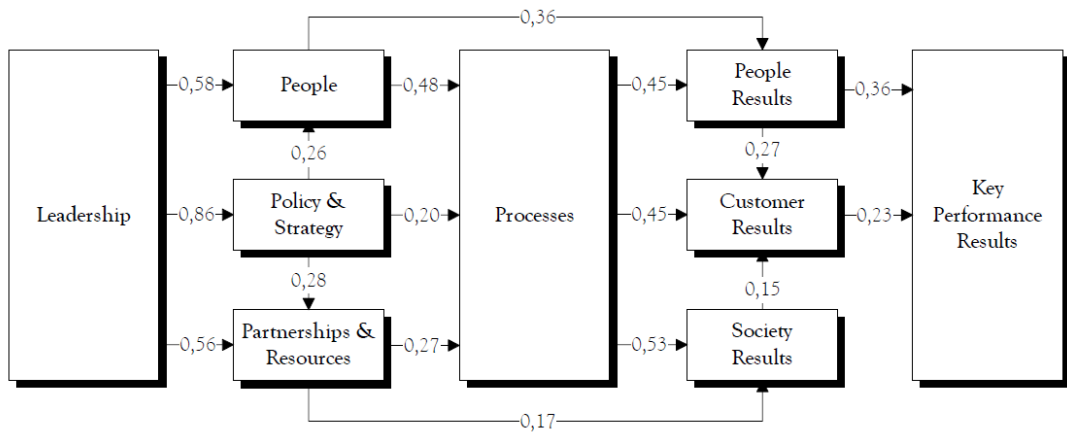 0,36
0,58
People
0,48
0,45
People
Results
0,36
0,26
0,27
Leadership
0,86
Policy &
Strategy
0,20
Processes
0,45
Customer
Results
0,23
Key
Performance
Results
0,28
0,15
0,56
Partnerships &
Resources
0,27
0,53
Society
Results
0,17